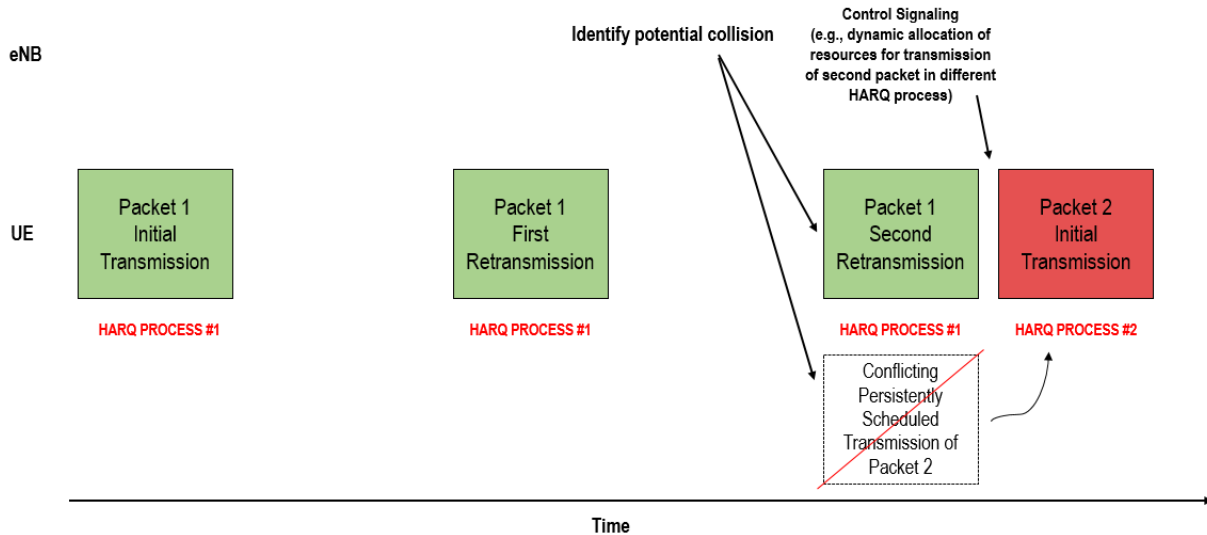 Control Signaling
(e.g., dynamic allocation of
resources for transmission
of second packet in different
HARQ process)
Identify potential collision
eNB
UE
Packet 1
Initial
Transmission
Packet 1
First
Retransmission
Packet 1
Second
Retransmission
Packet 2
Initial
Transmission
HARQ PROCESS #1
HARQ PROCESS #1
HARQ PROCESS #1
HARQ PROCESS #2
Conflicting
Persistently
Scheduled
Transmission of
Packet 2
Time